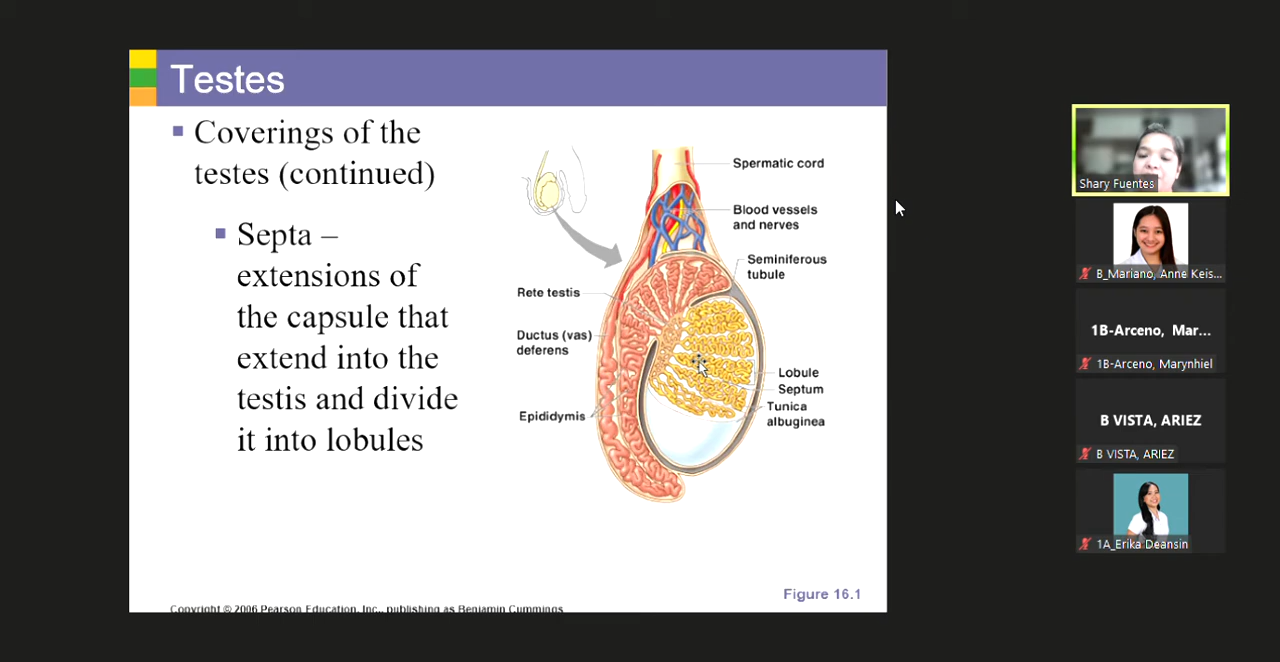 Testes
Coverings of the
testes (continued)
Septa –
extensions of
the capsule that
extend into the
testis and divide
it into lobules
Spermatic cord
Blood vessels
and nerves
Seminiferous
tubule
Rete testis
Ductus (vas)
deferens
Lobule
Septum
Tunica
albuginea
Epididymis
Figure 16.1
Copyright © 2006 Pearson Education, Inc., publishing as Benjamin Cummings
Shary Fuentes
B_Mariano, Anne Keis...
1B-Arceno, Mar...
1B-Arceno, Marynhiel
B VISTA, ARIEZ
B VISTA, ARIEZ
1A_Erika Deansin